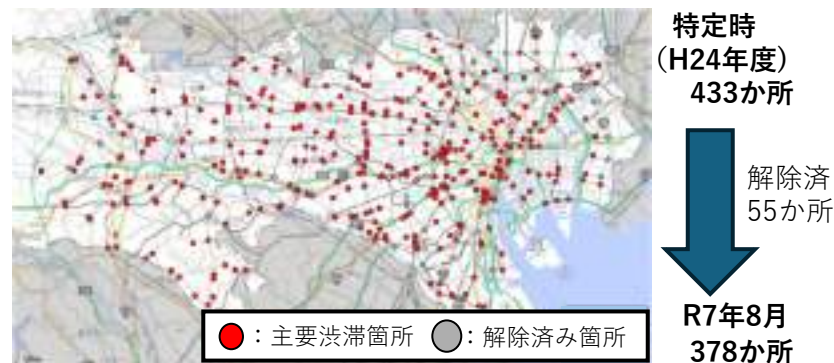 特定時
(H24年度)
433か所
解除済
55か所
R7年8月
378か所
：主要渋滞箇所 ：解除済み箇所